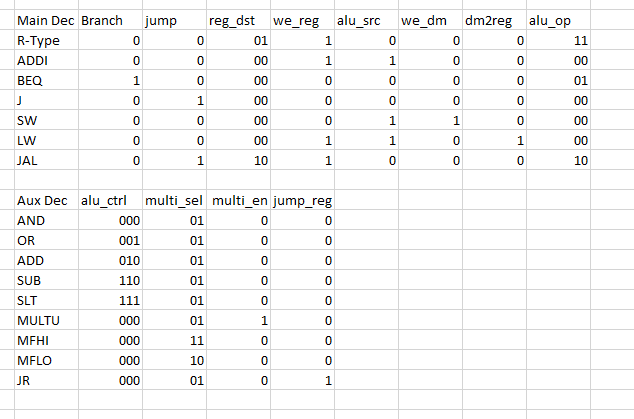 Main Dec Branch jump reg_dst we_reg alu_src we_dm dm2reg alu_op
R-Type 0 0 01 1 0 0 0 11
ADDI 0 0 00 1 1 0 0 00
BEQ 1 0 00 0 0 0 0 01
J 0 1 00 0 0 0 0 00
SW 0 0 00 0 1 1 0 00
LW 0 0 00 1 1 0 1 00
JAL 0 1 10 1 0 0 0 10
Aux Dec alu_ctrl multi_sel multi_en jump_reg
AND 000 01 0 0
OR 001 01 0 0
ADD 010 01 0 0
SUB 110 01 0 0
SLT 111 01 0 0
MULTU 000 01 1 0
MFHI 000 11 0 0
MFLO 000 10 0 0
JR 000 01 0 1